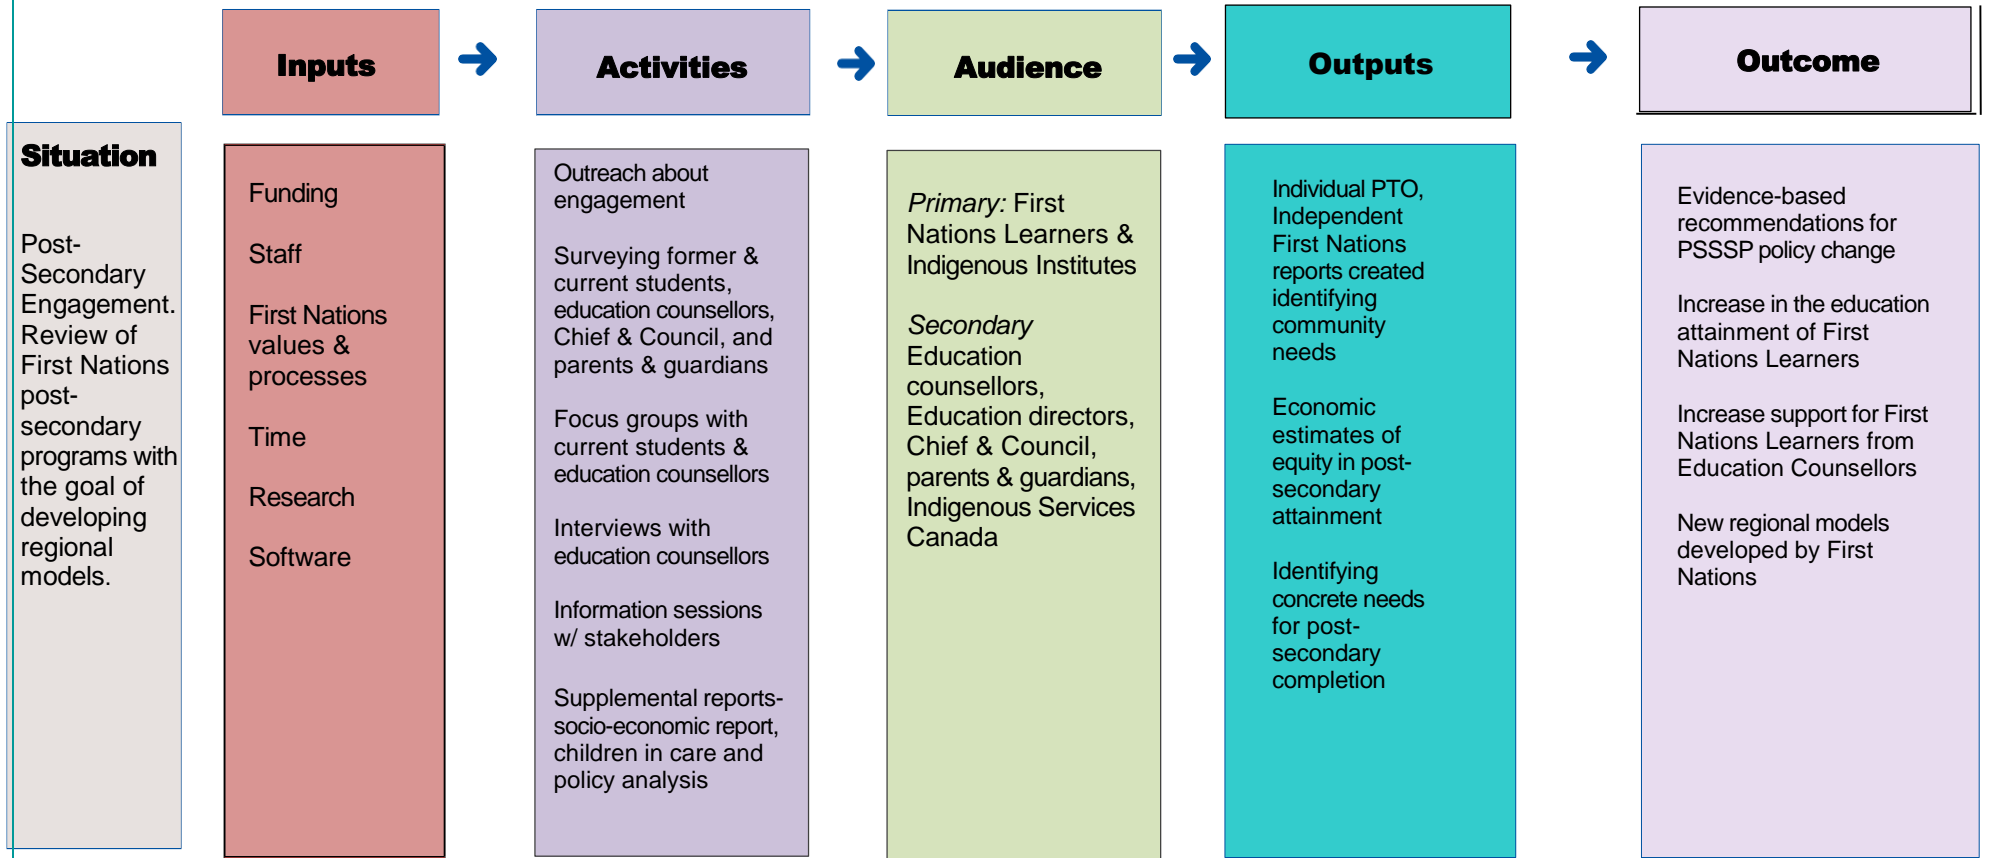 Inputs
Activities
Audience
Outputs
Outcome
Situation
Post-
Secondary
Engagement.
Review of
First Nations
post-
secondary
programs with
the goal of
developing
regional
models.
Funding
Staff
First Nations
values &
processes
Time
Research
Software
Outreach about
engagement
Surveying former &
current students,
education counsellors,
Chief & Council, and
parents & guardians
Focus groups with
current students &
education counsellors
Interviews with
education counsellors
Information sessions
w/ stakeholders
Supplemental reports-
socio-economic report,
children in care and
policy analysis
Primary: First
Nations Learners &
Indigenous Institutes
Secondary
Education
counsellors,
Education directors,
Chief & Council,
parents & guardians,
Indigenous Services
Canada
Individual PTO,
Independent
First Nations
reports created
identifying
community
needs
Economic
estimates of
equity in post-
secondary
attainment
Identifying
concrete needs
for post-
secondary
completion
Evidence-based
recommendations for
PSSSP policy change
Increase in the education
attainment of First
Nations Learners
Increase support for First
Nations Learners from
Education Counsellors
New regional models
developed by First
Nations